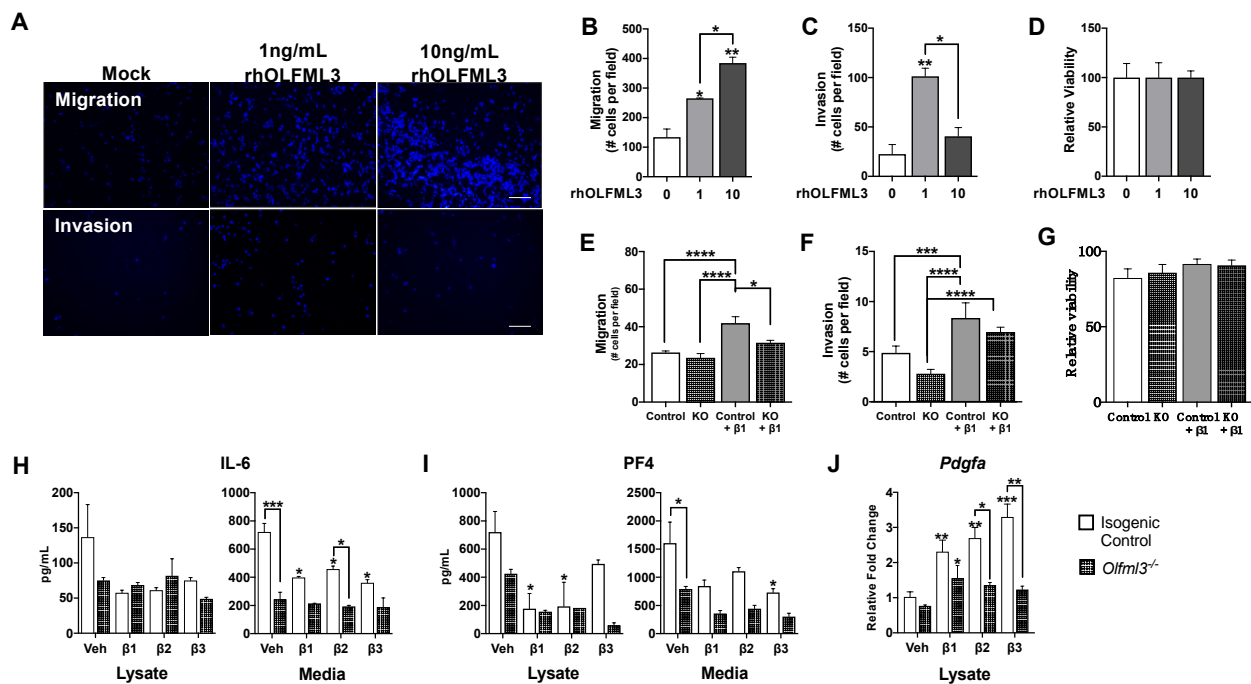 A
Mock
1ng/mL
rhOLFML3
10ng/mL
rhOLFML3
Migration
Invasion
B
Migration
(# cells per field)
500
400
300
200
100
0
*
**
*
rhOLFML3
0 1 10
C
Invasion
(# cells per field)
150
100
50
0
*
**
rhOLFML3
0 1 10
D
Relative Viability
150
100
50
0
rhOLFML3
0 1 10
E
Migration
(# cells per field)
80
60
40
20
0
****
****
*
Control KO Control KO
+ β1 + β1
F
Invasion
(# cells per field)
15
10
5
0
***
****
****
Control KO Control KO
+ β1 + β1
G
Relative viability
100
50
0
Control KO Control KO
+ β1 + β1
H
IL-6
pg/mL
200
150
100
50
0
Veh β1 β2 β3
Lysate
1000
800
600
400
200
0
***
*
*
*
*
Veh β1 β2 β3
Media
I
PF4
1000
800
600
400
200
0
*
*
Veh β1 β2 β3
Lysate
2500
2000
1500
1000
500
0
*
*
Veh β1 β2 β3
Media
J
Pdgfa
Relative Fold Change
5
4
3
2
1
0
**
*
**
*
***
**
Veh β1 β2 β3
Lysate
Isogenic
Control
Olfml3-/-